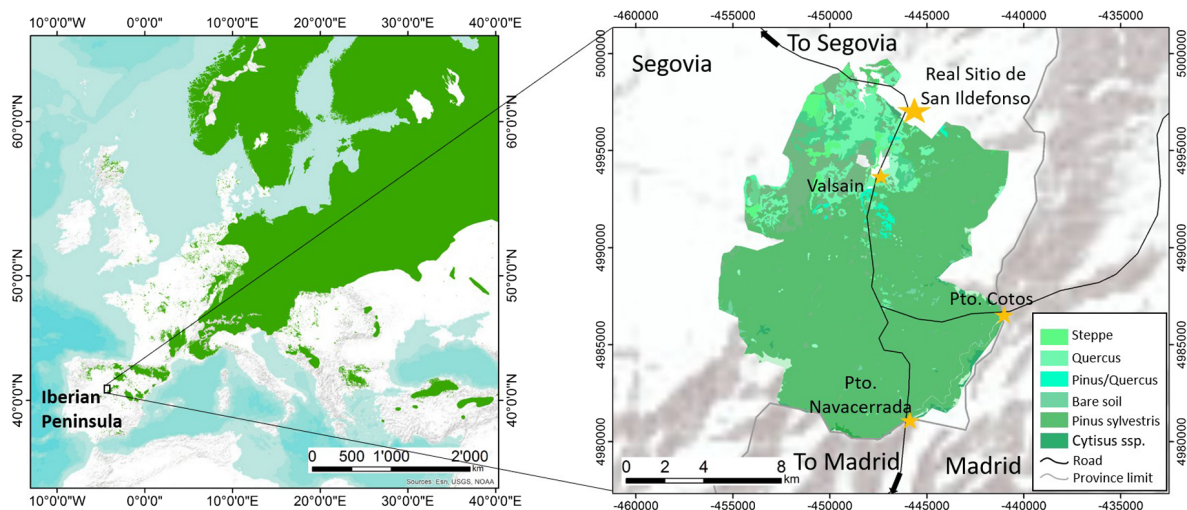 10°0'0"W
0°0'0"
10°0'0"E
20°0'0"E
30°0'0"E
40°0'0"E
60°0'0"N
50°0'0"N
40°0'0"N
60°0'0"N
50°0'0"N
40°0'0"N
Iberian
Peninsula
0 500 1'000 2'000
km
Sources: Esri, USGS, NOAA
10°0'0"W
0°0'0"
10°0'0"E
20°0'0"E
30°0'0"E
40°0'0"E
-460000
-455000
-450000
-445000
-440000
-435000
5000000
4995000
4990000
4985000
4980000
5000000
4995000
4990000
4985000
4980000
Segovia
To Segovia
Real Sitio de
San Ildefonso
Valsain
Pto. Cotos
Pto.
Navacerrada
To Madrid
Madrid
0 2 4 8
km
Steppe
Quercus
Pinus/Quercus
Bare soil
Pinus sylvestris
Cytisus ssp.
Road
Province limit
-460000
-455000
-450000
-445000
-440000
-435000